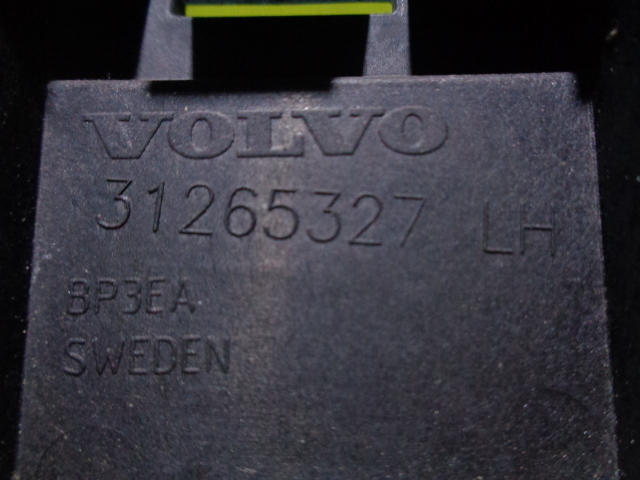 VOLVO
31265327 LH
BP3EA
SWEDEN